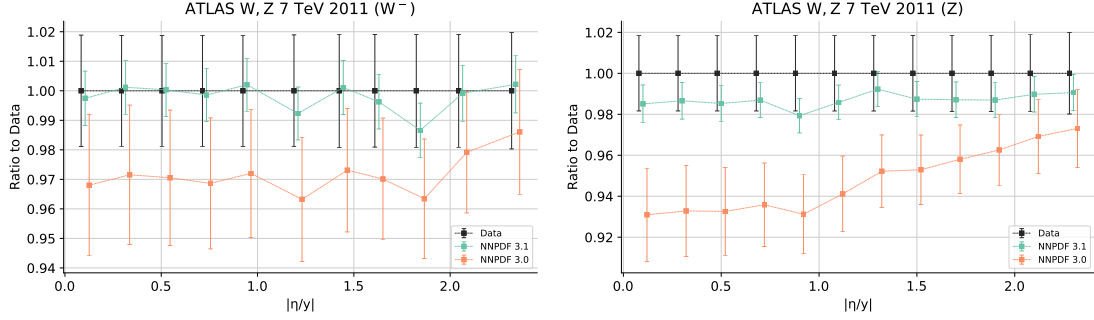 ATLAS W, Z 7 TeV 2011 (W⁻)
1.02
1.01
1.00
0.99
0.98
0.97
0.96
0.95
0.94
Ratio to Data
0.0
0.5
1.0
1.5
2.0
|η/y|
Data
NNPDF 3.1
NNPDF 3.0
ATLAS W, Z 7 TeV 2011 (Z)
1.02
1.00
0.98
0.96
0.94
0.92
Ratio to Data
0.0
0.5
1.0
1.5
2.0
|η/y|
Data
NNPDF 3.1
NNPDF 3.0